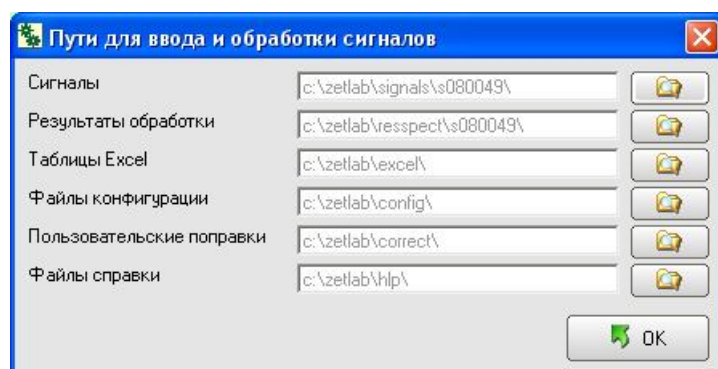 Пути для ввода и обработки сигналов
Сигналы c:\zetlab\signals\s080049\
Результаты обработки c:\zetlab\resspect\s080049\
Таблицы Excel c:\zetlab\excel\
Файлы конфигурации c:\zetlab\config\
Пользовательские поправки c:\zetlab\correct\
Файлы справки c:\zetlab\hlp\
OK